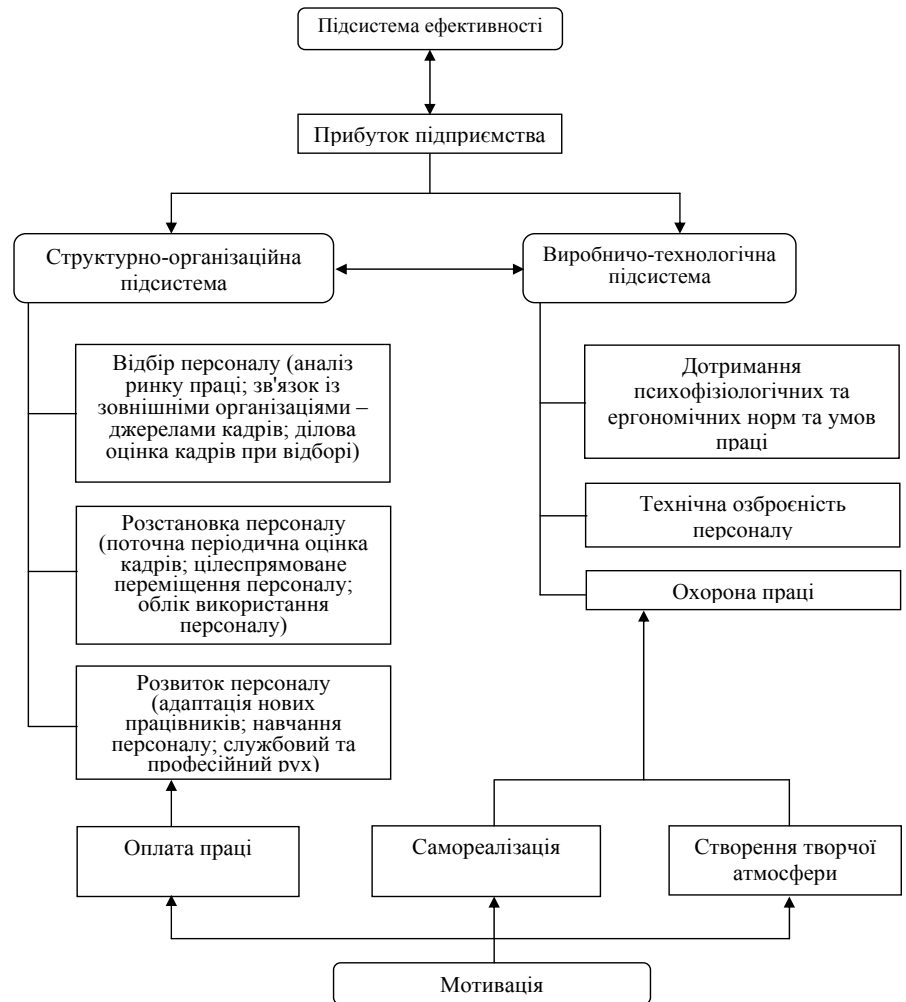 Підсистема ефективності
Прибуток підприємства
Структурно-організаційна
підсистема
Виробничо-технологічна
підсистема
Відбір персоналу (аналіз
ринку праці; зв'язок із
зовнішніми організаціями –
джерелами кадрів; ділова
оцінка кадрів при відборі)
Дотримання
психофізіологічних та
ергономічних норм та умов
праці
Розстановка персоналу
(поточна періодична оцінка
кадрів; цілеспрямоване
переміщення персоналу;
облік використання
персоналу)
Технічна озброєність
персоналу
Охорона праці
Розвиток персоналу
(адаптація нових
працівників; навчання
персоналу; службовий та
професійний рух)
Оплата праці
Самореалізація
Створення творчої
атмосфери
Мотивація